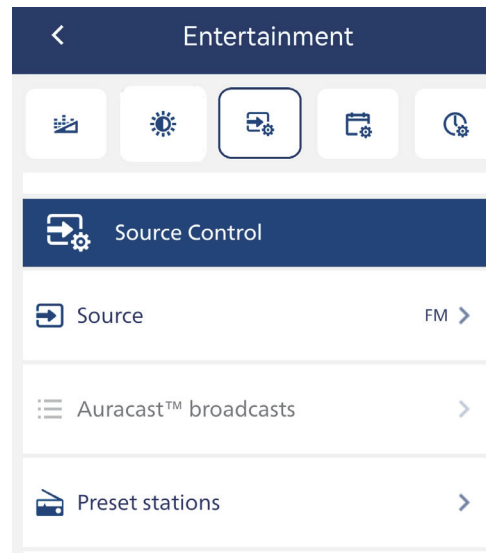 Entertainment
Source Control
Source FM
Auracast™ broadcasts
Preset stations